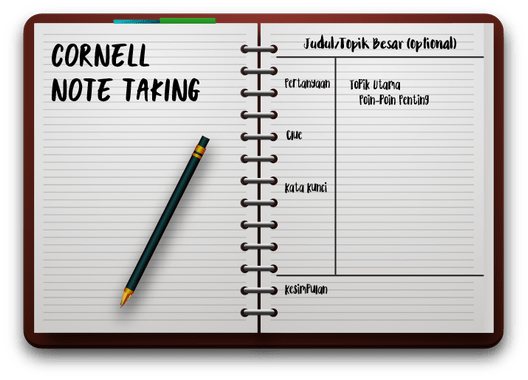 CORNELL
NOTE TAKING
Judul/Topik Besar (Optional)
Pertanyaan
Topik Utama
Poin-Poin Penting
Clue
Kata Kunci
Kesimpulan